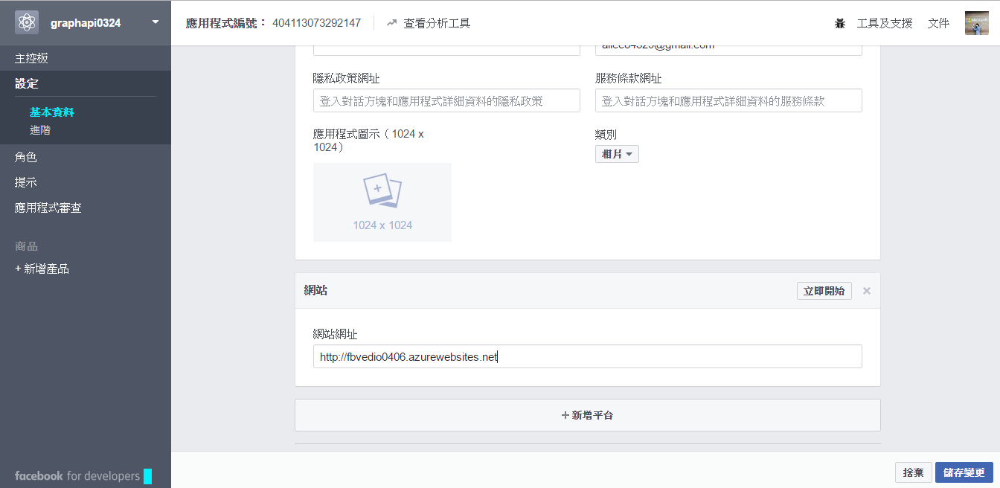 graphapi0324
應用程式編號： 404113073292147
查看分析工具
工具及支援
文件
主控板
設定
基本資料
進階
角色
提示
應用程式審查
商品
+ 新增產品
facebook for developers
隱私政策網址
登入對話方塊和應用程式詳細資料的隱私政策
服務條款網址
登入對話方塊和應用程式詳細資料的服務條款
應用程式圖示（1024 x
1024）
1024 x 1024
類別
相片
網站
立即開始
網站網址
http://fbvedio0406.azurewebsites.net
+ 新增平台
捨棄
儲存變更